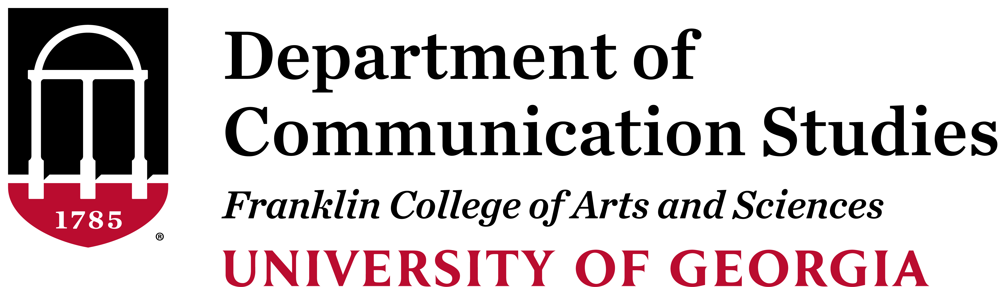 1785
®
Department of
Communication Studies
Franklin College of Arts and Sciences
UNIVERSITY OF GEORGIA